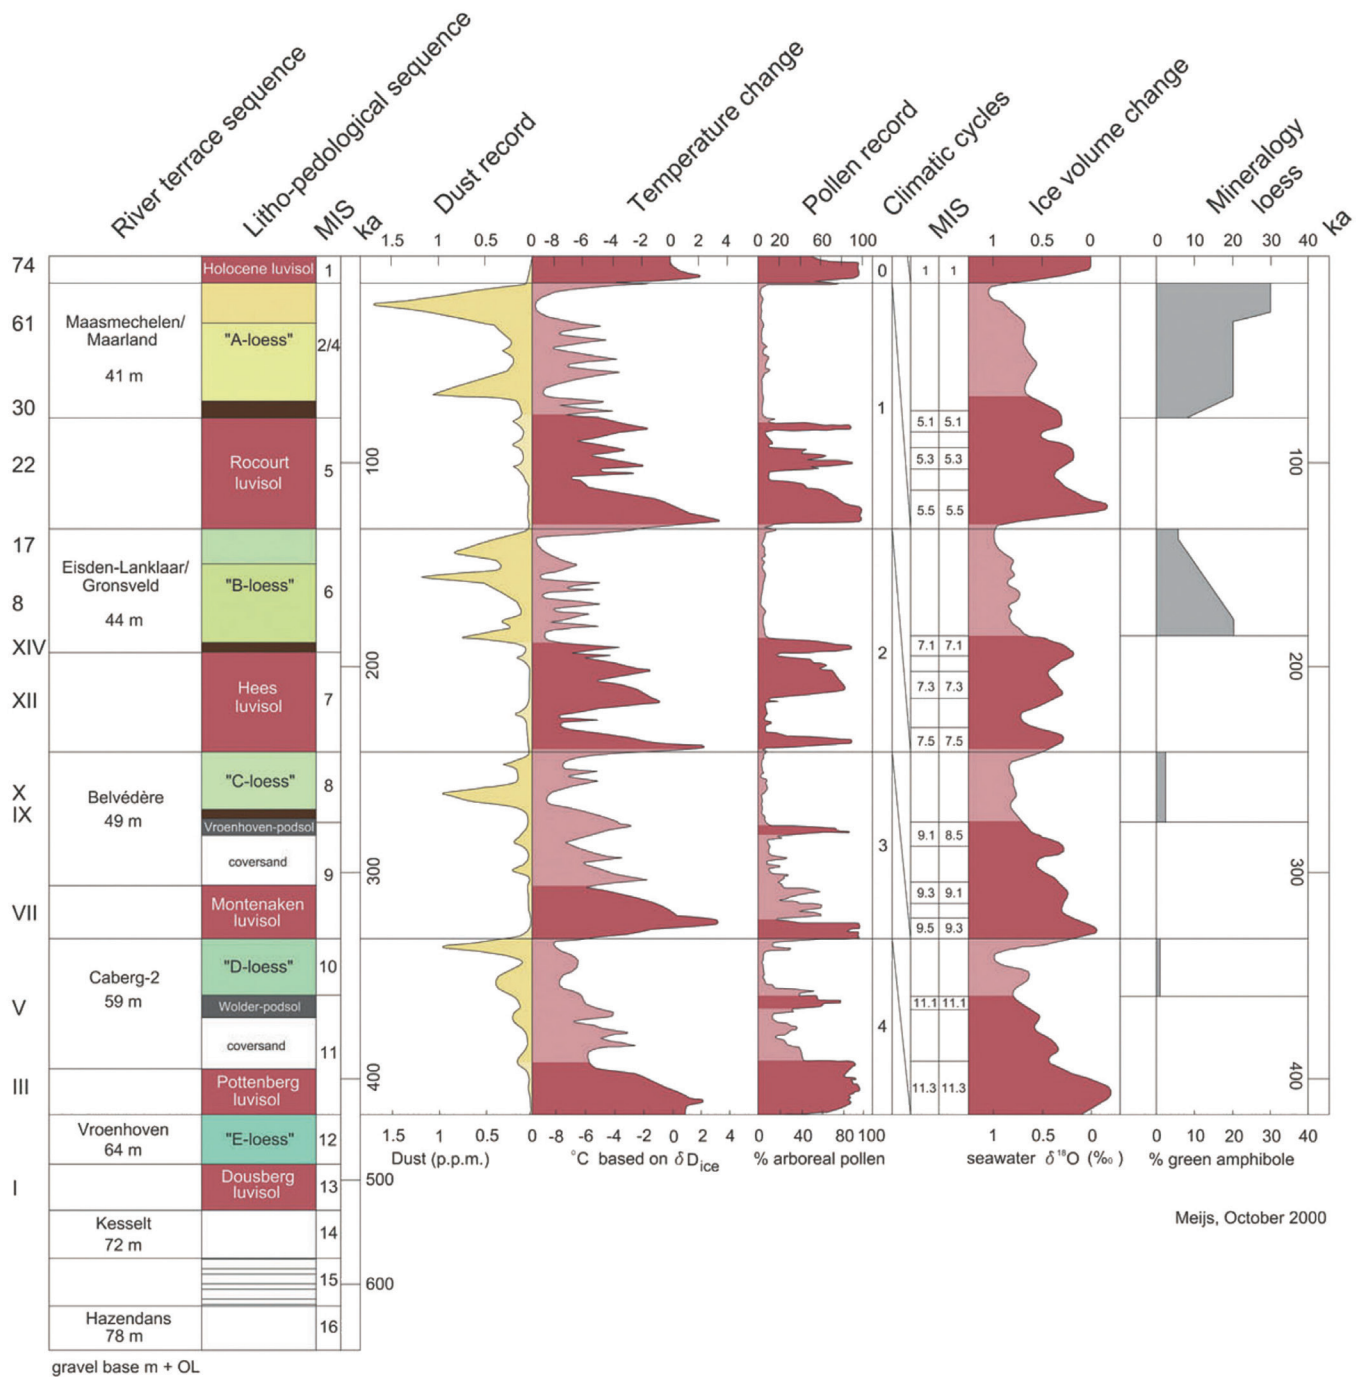 River terrace sequence
Litho-pedological sequence
MIS
ka
Dust record
Temperature change
Pollen record
Climatic cycles
MIS
Ice volume change
Mineralogy
loess
ka
1.5 1 0.5 0 -8 -6 -4 -2 0 2 4 0 20 60 100 1 0.5 0 0 10 20 30 40
74
Holocene luvisol
1
0
1 1
61
Maasmechelen/
Maarland
41 m
"A-loess"
2/4
30
1
5.1 5.1
22
Rocourt
luvisol
5
100
5.3 5.3
100
5.5 5.5
17
Eisden-Lanklaar/
Gronsveld
44 m
"B-loess"
6
8
XIV
2
7.1 7.1
200
200
XII
Hees
luvisol
7
7.3 7.3
7.5 7.5
X
IX
Belvédère
49 m
"C-loess"
8
Vroenhoven-podsol
3
9.1 8.5
coversand
9
300
300
9.3 9.1
VII
Montenaken
luvisol
9.5 9.3
Caberg-2
59 m
"D-loess"
10
V
Wolder-podsol
11.1 11.1
4
coversand
11
400
400
III
Pottenberg
luvisol
11.3 11.3
Vroenhoven
64 m
"E-loess"
12
1.5 1 0.5 0 -8 -6 -4 -2 0 2 4 0 40 80 100 1 0.5 0 0 10 20 30 40
Dust (p.p.m.)
°C based on δ Dice
% arboreal pollen
seawater δ18O (‰)
% green amphibole
I
Dousberg
luvisol
13
500
Kesselt
72 m
14
Meijs, October 2000
15
600
Hazendans
78 m
16
gravel base m + OL